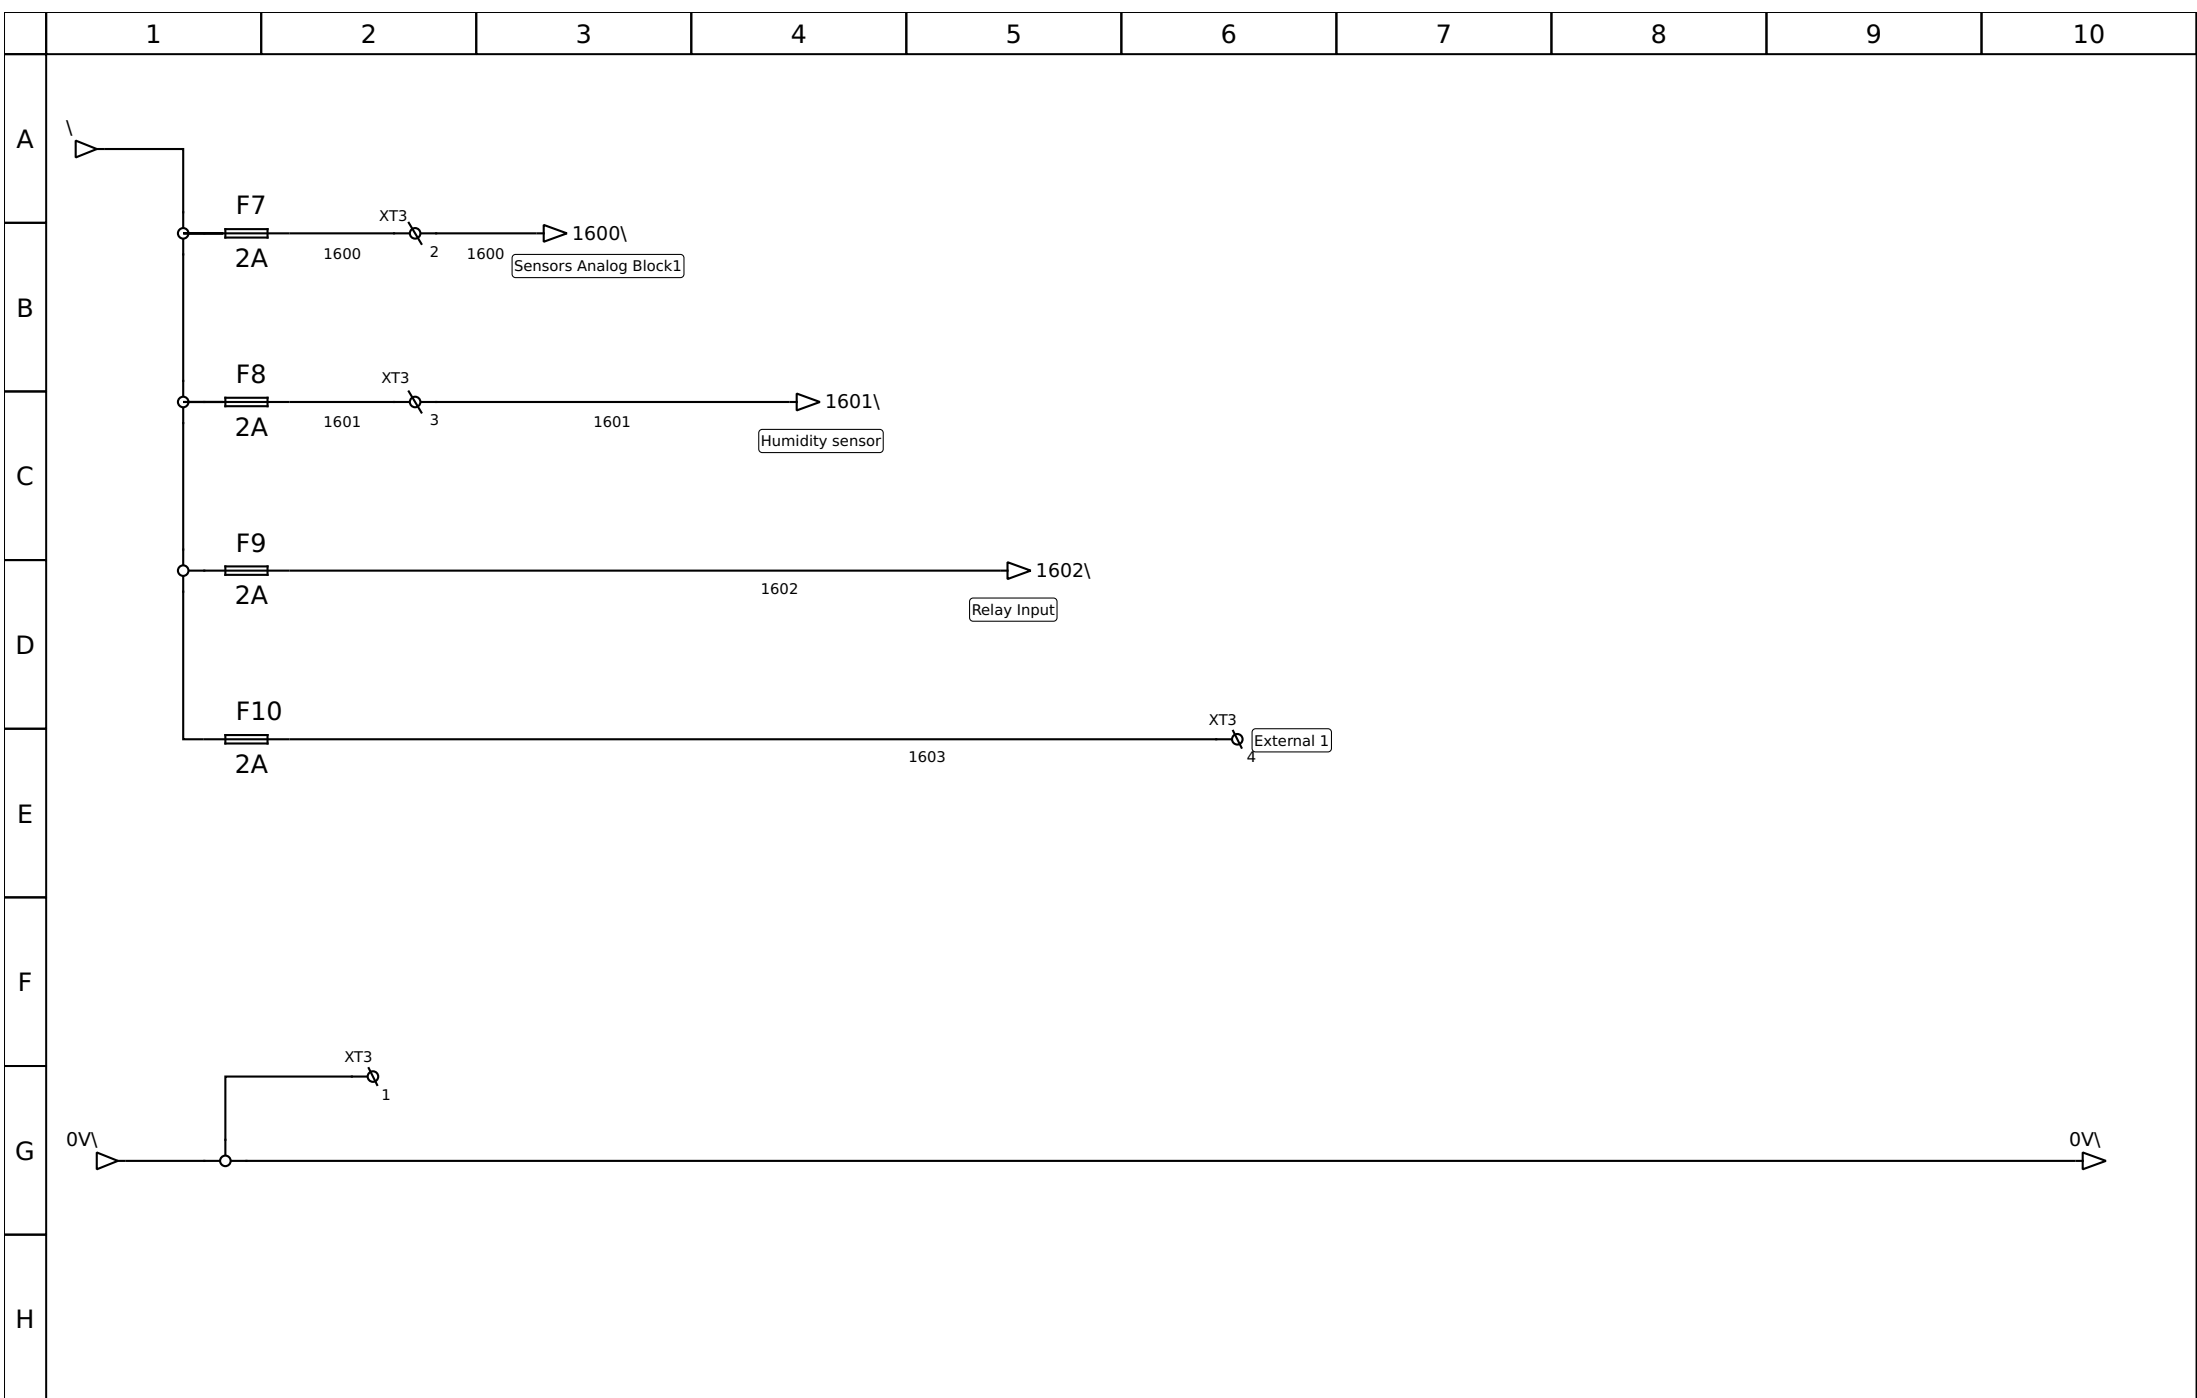 1 2 3 4 5 6 7 8 9 10
A
\
F7
XT3
1600\
2A
1600
2
1600
Sensors Analog Block1
B
F8
XT3
1601\
2A
1601
3
1601
Humidity sensor
C
F9
1602\
2A
1602
Relay Input
D
F10
XT3
External 1
2A
1603
4
E
F
XT3
1
0V\
0V\
G
H